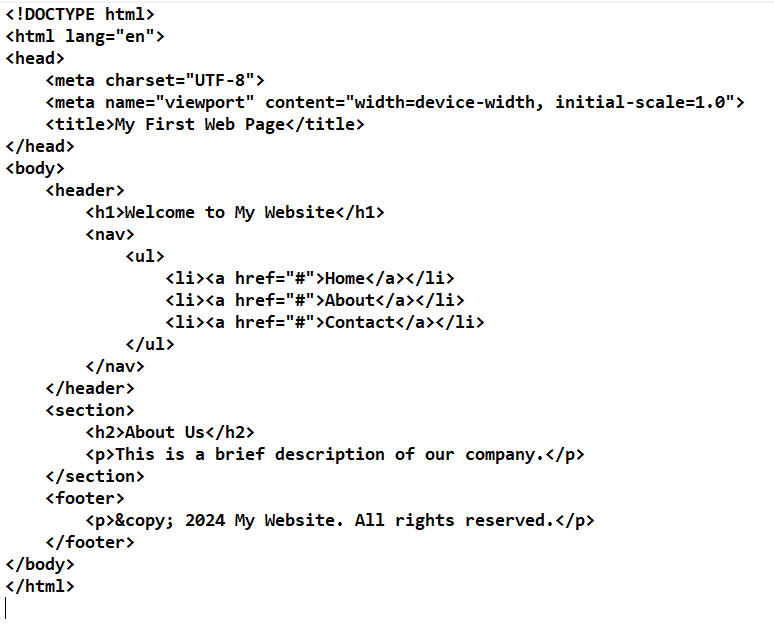 <!DOCTYPE html>
<html lang="en">
<head>
    <meta charset="UTF-8">
    <meta name="viewport" content="width=device-width, initial-scale=1.0">
    <title>My First Web Page</title>
</head>
<body>
    <header>
        <h1>Welcome to My Website</h1>
        <nav>
            <ul>
                <li><a href="#">Home</a></li>
                <li><a href="#">About</a></li>
                <li><a href="#">Contact</a></li>
            </ul>
        </nav>
    </header>
    <section>
        <h2>About Us</h2>
        <p>This is a brief description of our company.</p>
    </section>
    <footer>
        <p>&copy; 2024 My Website. All rights reserved.</p>
    </footer>
</body>
</html>